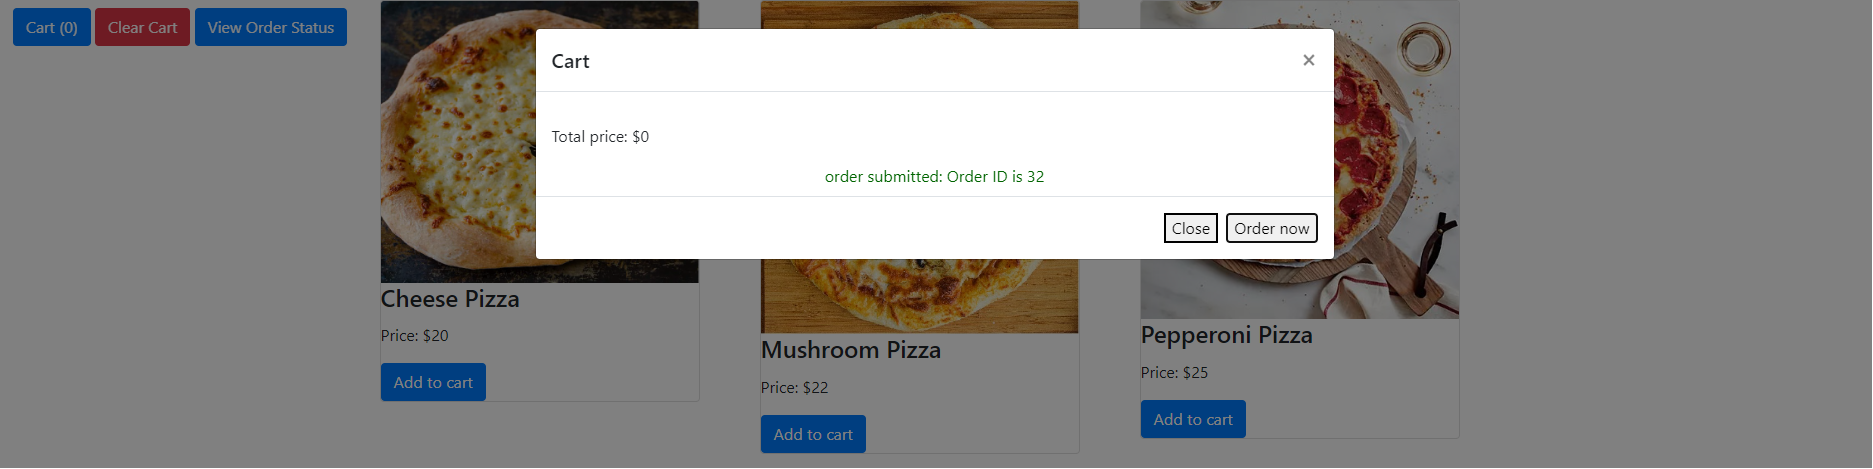 Cart (0) Clear Cart View Order Status
Cart ×
Total price: $0
order submitted: Order ID is 32
Close Order now
Cheese Pizza
Price: $20
Add to cart
Mushroom Pizza
Price: $22
Add to cart
Pepperoni Pizza
Price: $25
Add to cart